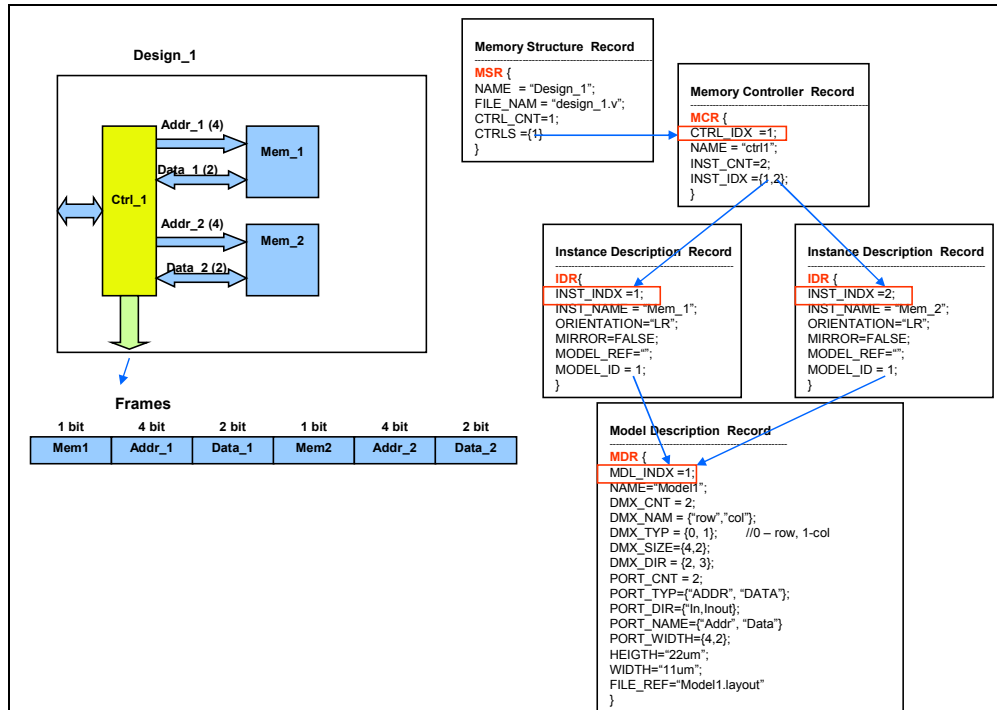 Design_1
Addr_1 (4)
Mem_1
Data_1 (2)
Ctrl_1
Addr_2 (4)
Mem_2
Data_2 (2)
Frames
1 bit 4 bit 2 bit 1 bit 4 bit 2 bit
Mem1 Addr_1 Data_1 Mem2 Addr_2 Data_2
Memory Structure Record
MSR {
NAME = “Design_1”;
FILE_NAM = “design_1.v”;
CTRL_CNT=1;
CTRLS ={1}
}
Memory Controller Record
MCR {
CTRL_IDX =1;
NAME = “ctrl1”;
INST_CNT=2;
INST_IDX ={1,2};
}
Instance Description Record
IDR{
INST_INDX =1;
INST_NAME = “Mem_1”;
ORIENTATION=“LR”;
MIRROR=FALSE;
MODEL_REF=“”;
MODEL_ID = 1;
}
Instance Description Record
IDR {
INST_INDX =2;
INST_NAME = “Mem_2”;
ORIENTATION=“LR”;
MIRROR=FALSE;
MODEL_REF=“”;
MODEL_ID = 1;
}
Model Description Record
MDR {
MDL_INDX =1;
NAME=“Model1”;
DMX_CNT = 2;
DMX_NAM = {“row”,”col”};
DMX_TYP = {0, 1}; //0 – row, 1-col
DMX_SIZE={4,2};
DMX_DIR = {2, 3};
PORT_CNT = 2;
PORT_TYP={“ADDR”, “DATA”};
PORT_DIR={“In,Inout};
PORT_NAME={“Addr”, “Data”}
PORT_WIDTH={4,2};
HEIGTH=“22um”;
WIDTH=“11um”;
FILE_REF=“Model1.layout”
}